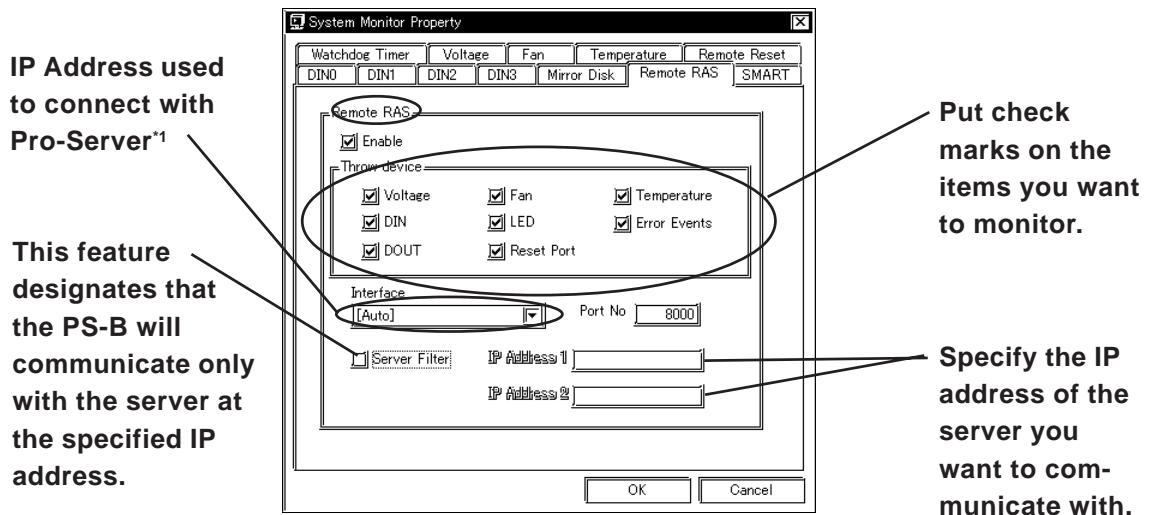 System Monitor Property
Watchdog Timer Voltage Fan Temperature Remote Reset
DIN0 DIN1 DIN2 DIN3 Mirror Disk Remote RAS SMART
IP Address used
to connect with
Pro-Server*1
Remote RAS
Enable
Throw device
Voltage Fan Temperature
DIN LED Error Events
DOUT Reset Port
Put check
marks on the
items you want
to monitor.
This feature
designates that
the PS-B will
communicate only
with the server at
the specified IP
address.
Interface
[Auto] Port No 8000
Server Filter IP Address 1
IP Address 2
Specify the IP
address of the
server you
want to com-
municate with.
OK Cancel